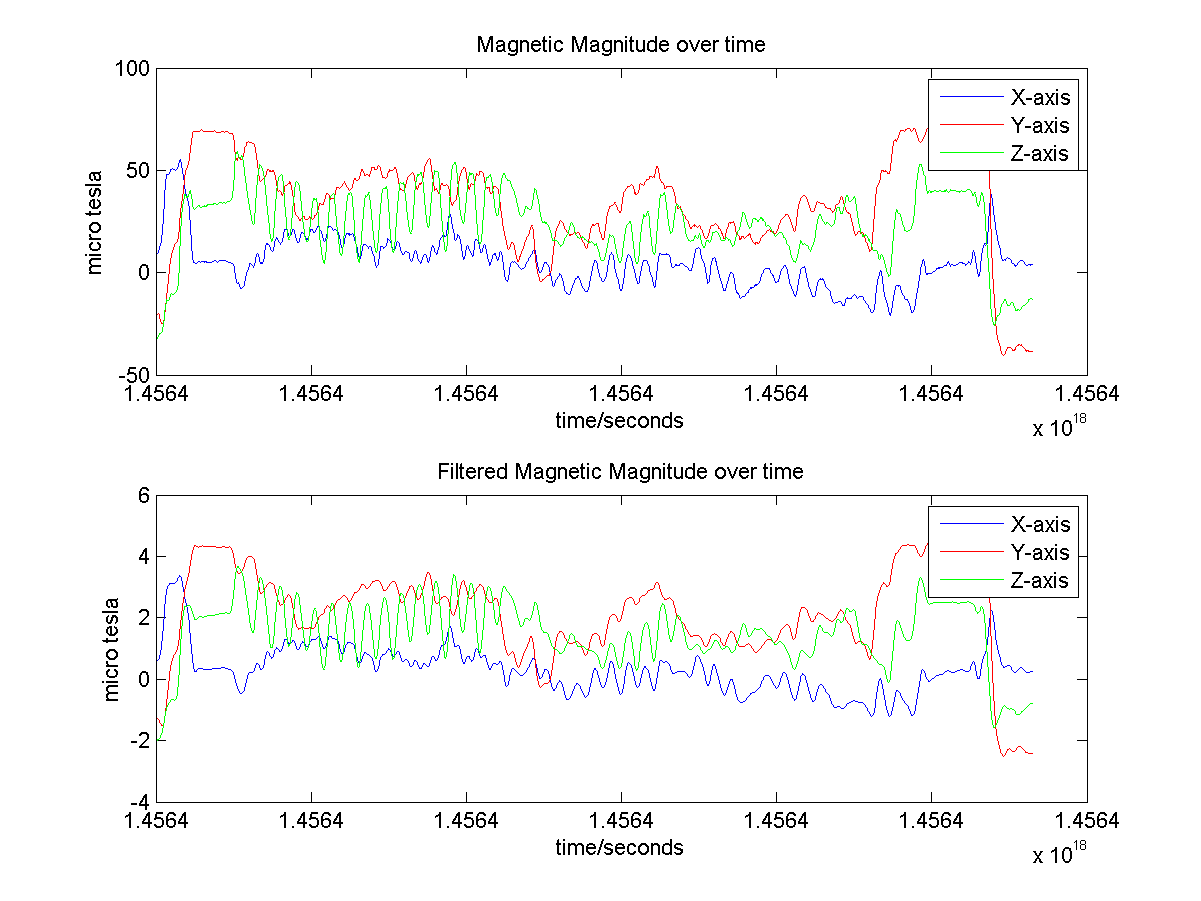 Magnetic Magnitude over time
100
50
0
-50
micro tesla
X-axis
Y-axis
Z-axis
1.4564 1.4564 1.4564 1.4564 1.4564 1.4564 1.4564
time/seconds
x 10^18
Filtered Magnetic Magnitude over time
6
4
2
0
-2
-4
micro tesla
X-axis
Y-axis
Z-axis
1.4564 1.4564 1.4564 1.4564 1.4564 1.4564 1.4564
time/seconds
x 10^18